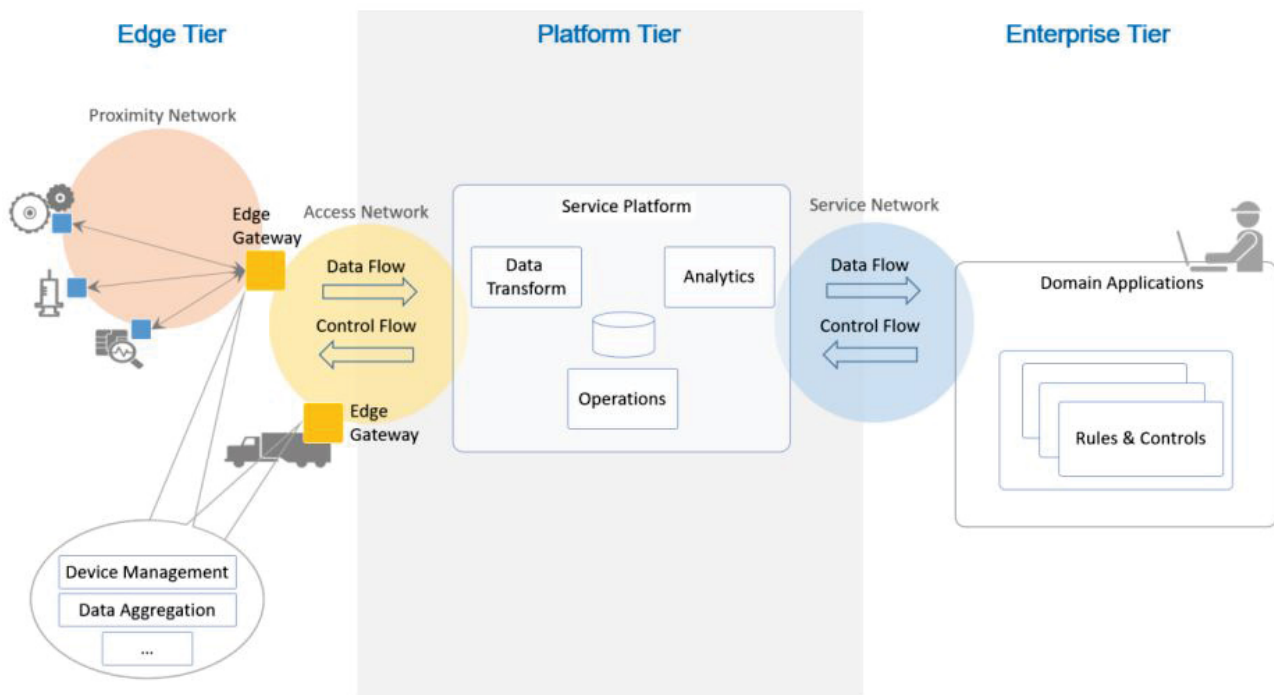 Edge Tier
Platform Tier
Enterprise Tier
Proximity Network
Edge
Gateway
Access Network
Data Flow
Control Flow
Edge
Gateway
Device Management
Data Aggregation
...
Service Platform
Data
Transform
Analytics
Operations
Service Network
Data Flow
Control Flow
Domain Applications
Rules & Controls